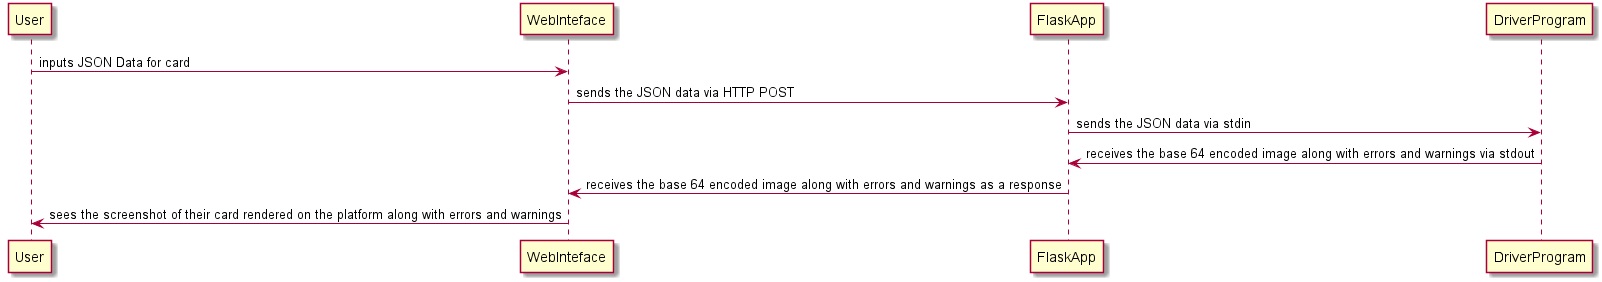 User
WebInteface
FlaskApp
DriverProgram
inputs JSON Data for card
sends the JSON data via HTTP POST
sends the JSON data via stdin
receives the base 64 encoded image along with errors and warnings via stdout
receives the base 64 encoded image along with errors and warnings as a response
sees the screenshot of their card rendered on the platform along with errors and warnings
User
WebInteface
FlaskApp
DriverProgram